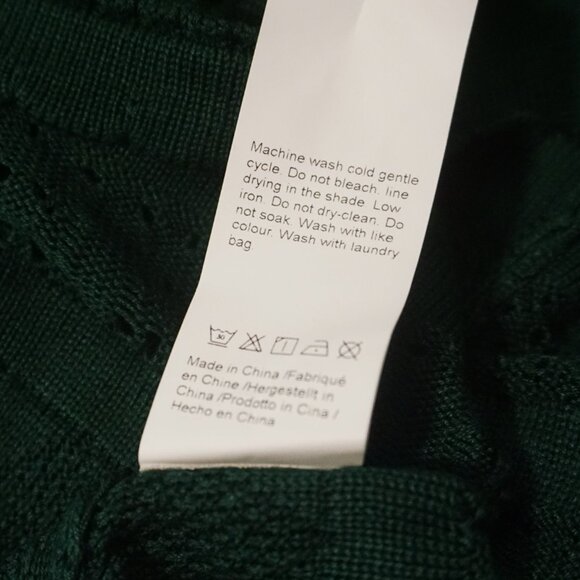 Machine wash cold gentle
cycle. Do not bleach. line
drying in the shade. Low
iron. Do not dry-clean. Do
not soak. Wash with like
colour. Wash with laundry
bag.
30
Made in China /Fabriqué
en Chine /Hergestellt in
China /Prodotto in Cina /
Hecho en China